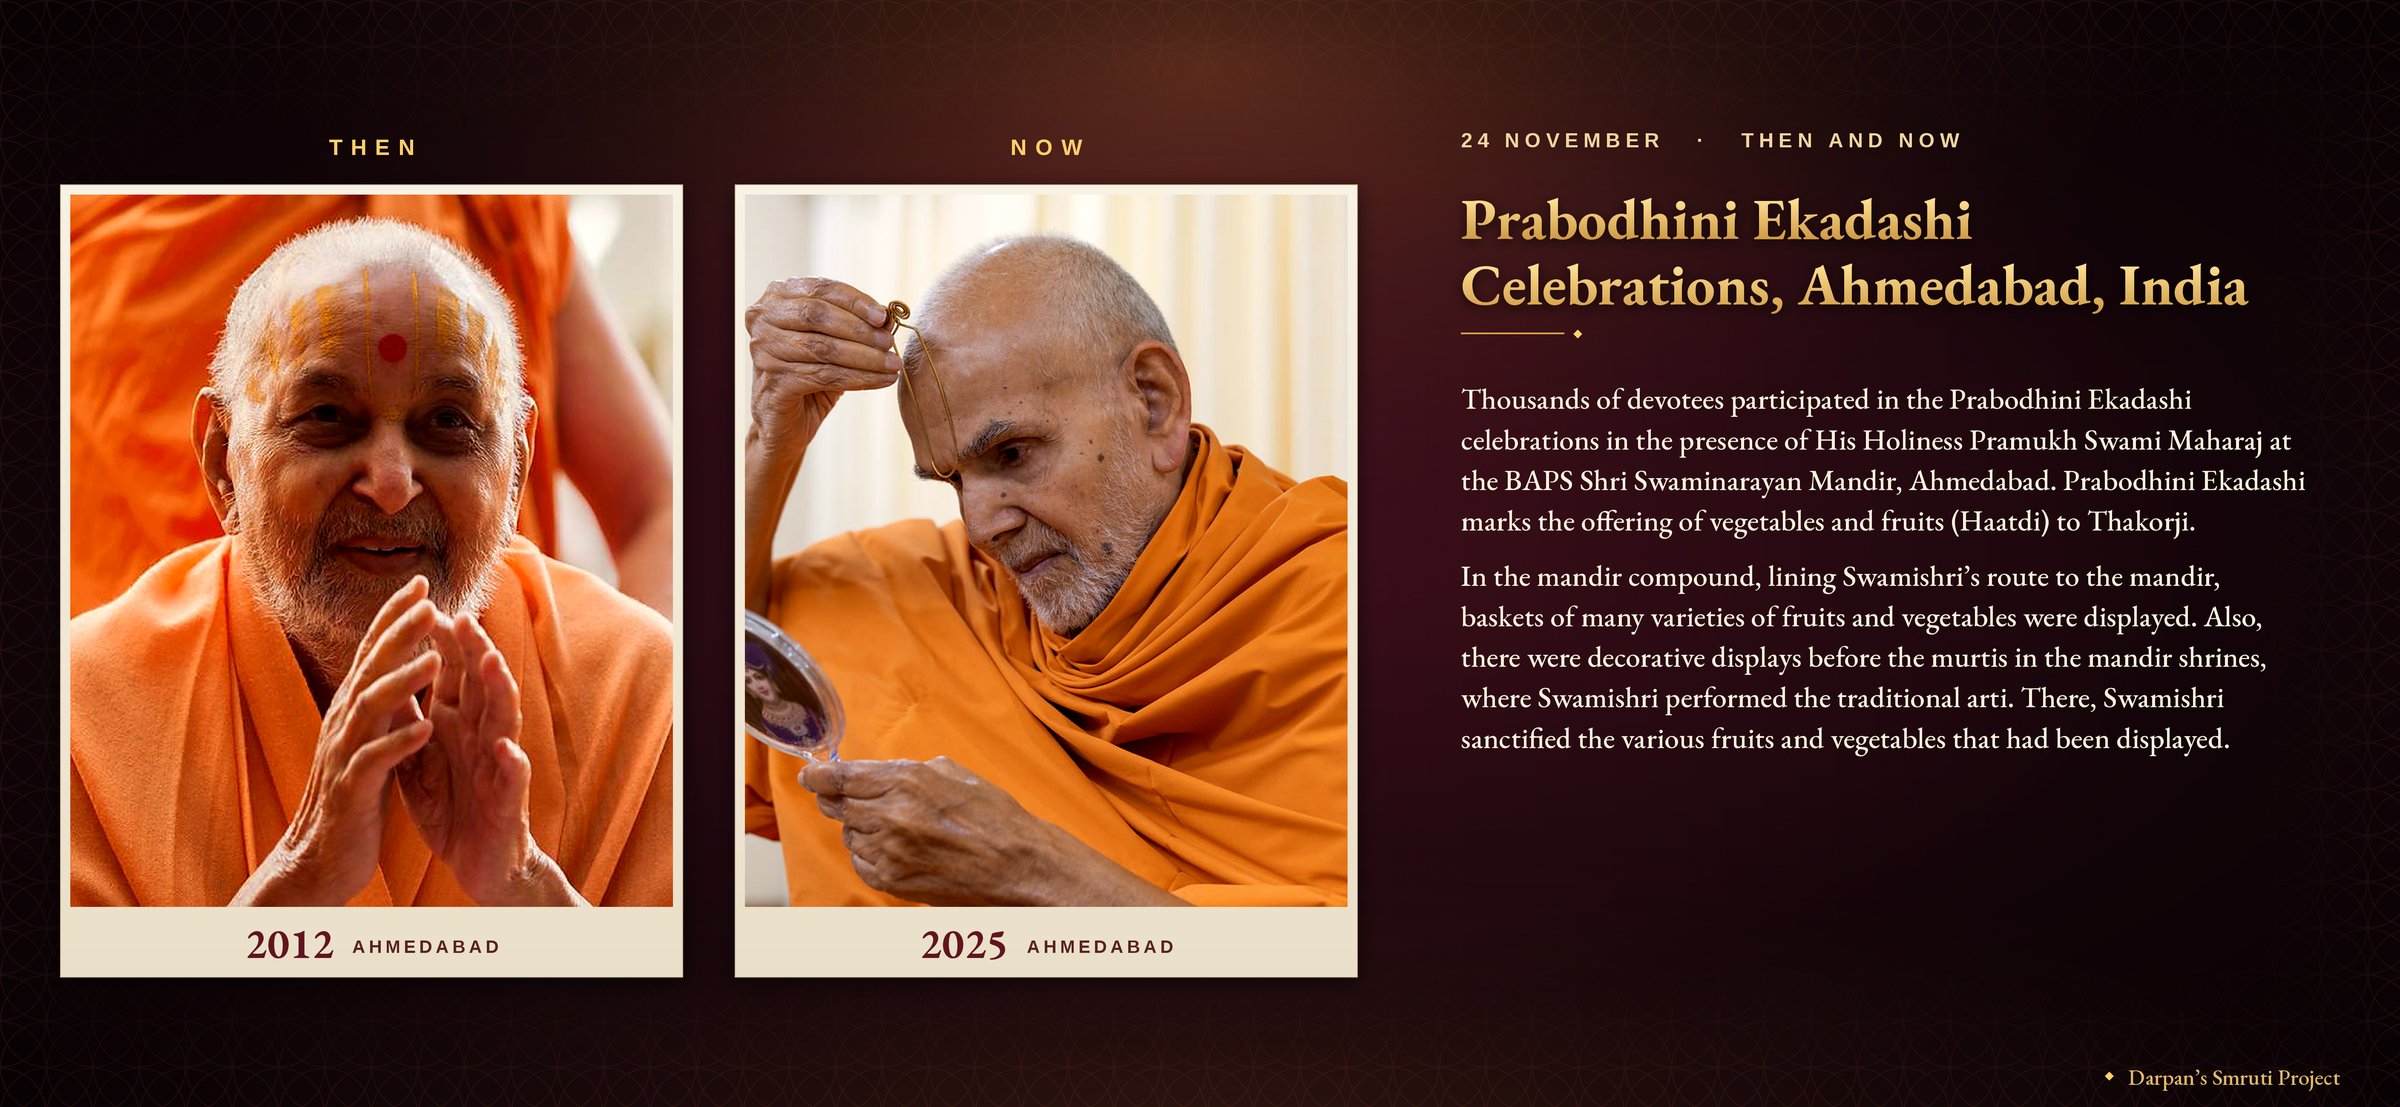 THEN
2012 AHMEDABAD
NOW
2025 AHMEDABAD
24 NOVEMBER · THEN AND NOW
Prabodhini Ekadashi
Celebrations, Ahmedabad, India
Thousands of devotees participated in the Prabodhini Ekadashi
celebrations in the presence of His Holiness Pramukh Swami Maharaj at
the BAPS Shri Swaminarayan Mandir, Ahmedabad. Prabodhini Ekadashi
marks the offering of vegetables and fruits (Haatdi) to Thakorji.
In the mandir compound, lining Swamishri’s route to the mandir,
baskets of many varieties of fruits and vegetables were displayed. Also,
there were decorative displays before the murtis in the mandir shrines,
where Swamishri performed the traditional arti. There, Swamishri
sanctified the various fruits and vegetables that had been displayed.
Darpan’s Smruti Project